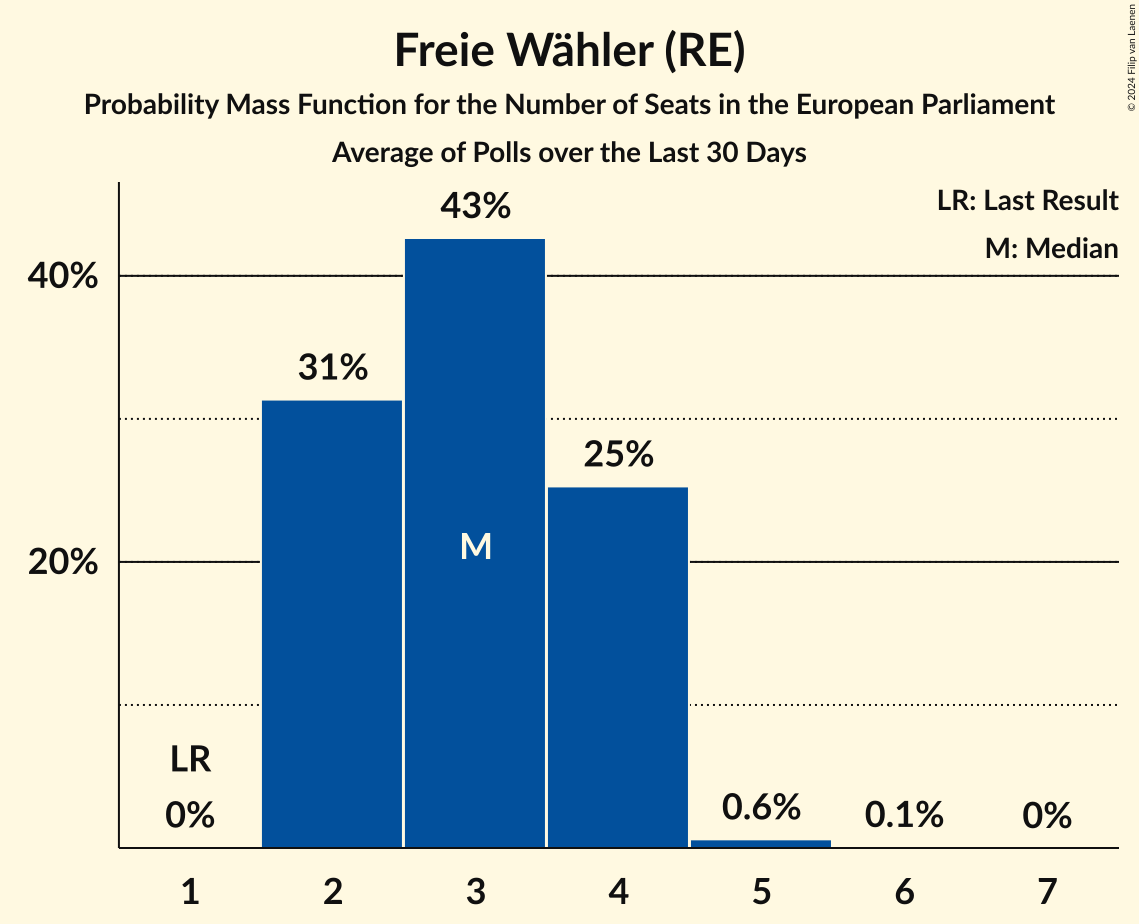 Freie Wähler (RE)
Probability Mass Function for the Number of Seats in the European Parliament
Average of Polls over the Last 30 Days
© 2024 Filip van Laenen
LR: Last Result
M: Median
43%
40%
31%
25%
M
20%
LR
0%
0.6%
0.1%
0%
1 2 3 4 5 6 7